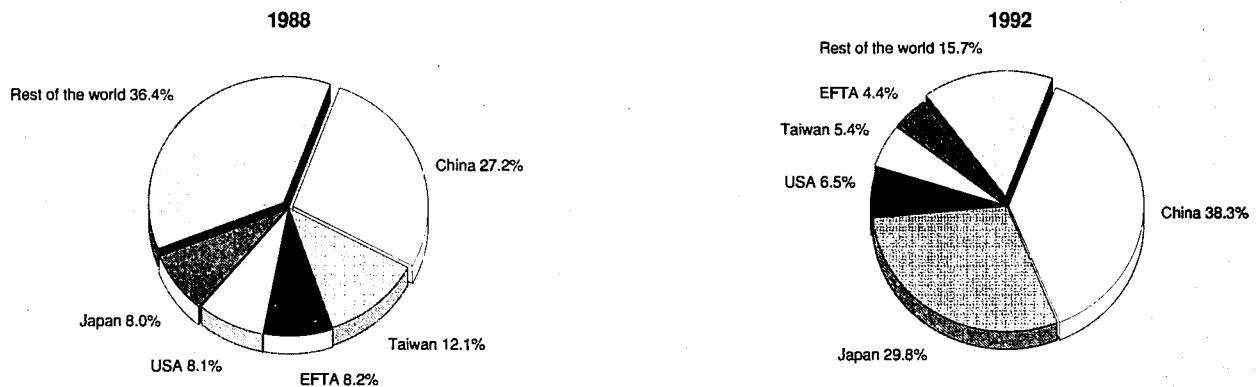 1988
Rest of the world 36.4%
China 27.2%
Japan 8.0%
USA 8.1%
EFTA 8.2%
Taiwan 12.1%
1992
Rest of the world 15.7%
EFTA 4.4%
Taiwan 5.4%
USA 6.5%
China 38.3%
Japan 29.8%